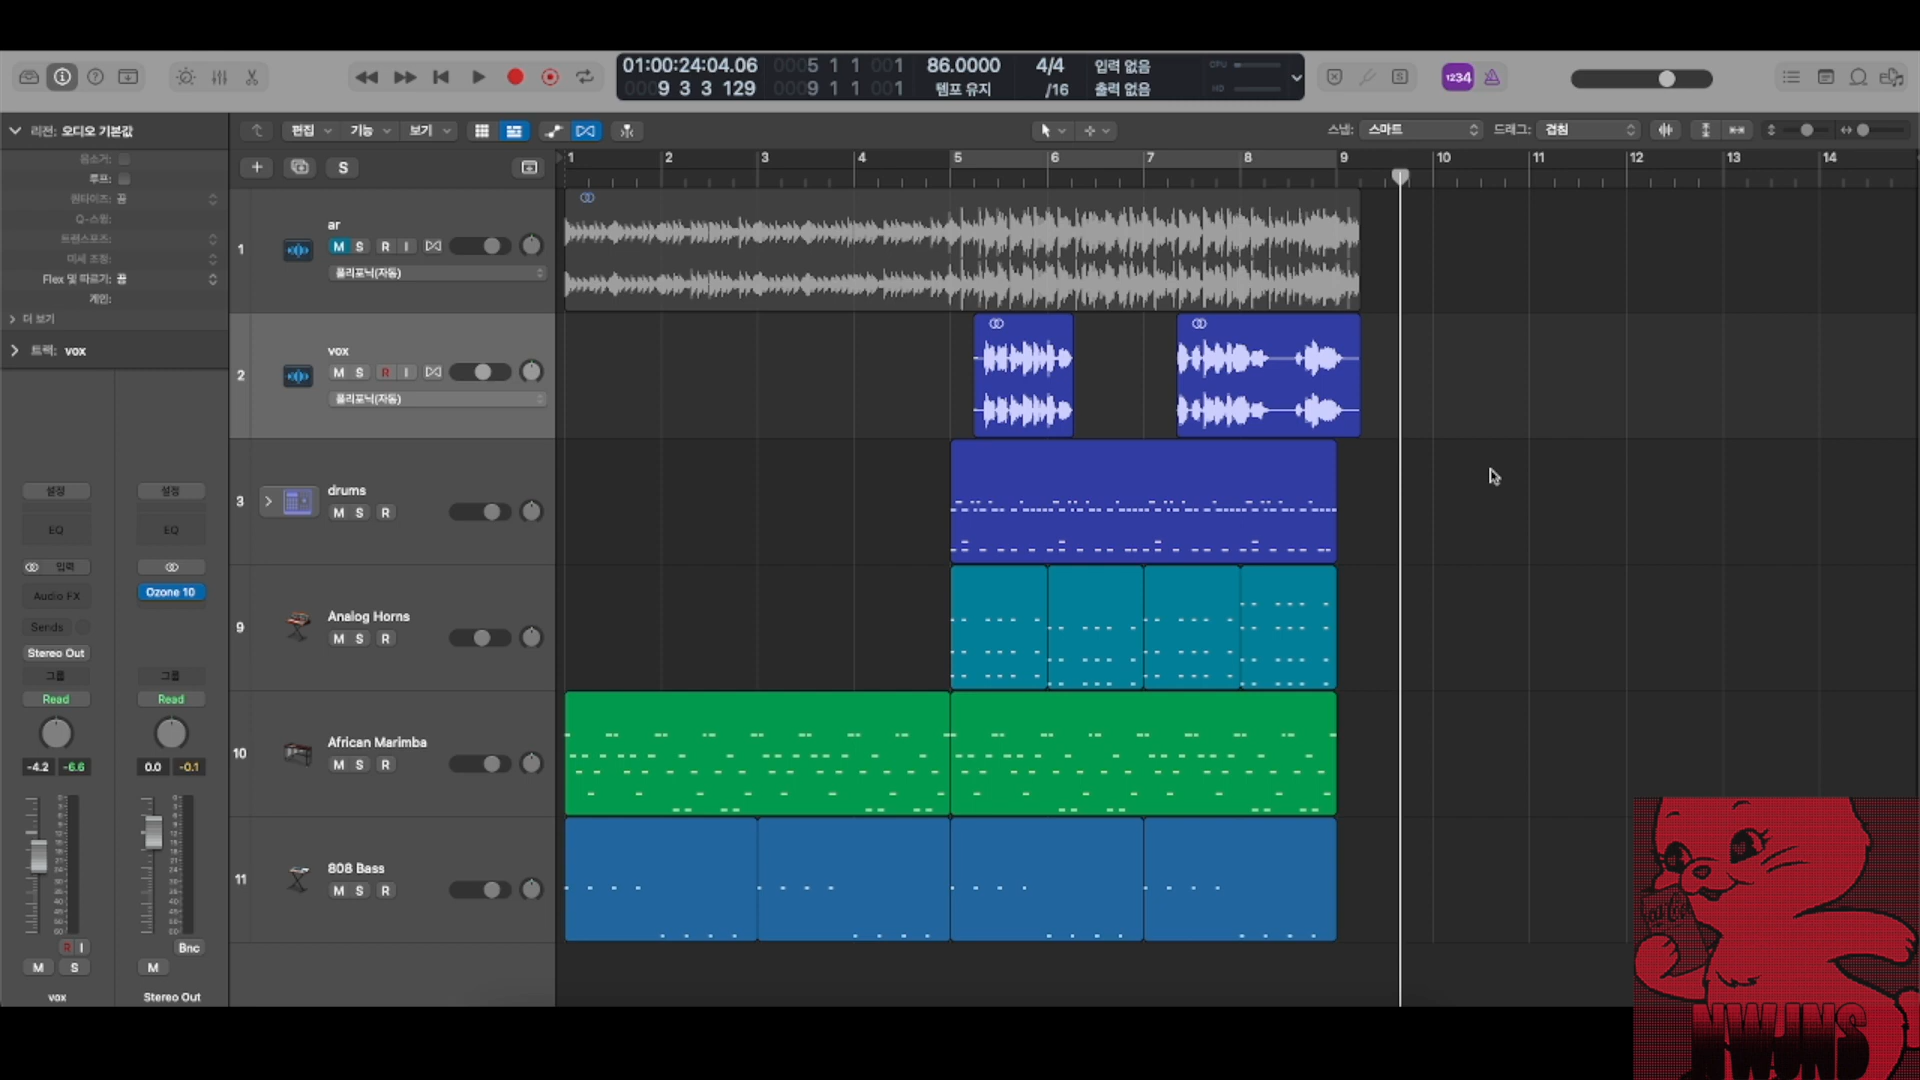 01:00:24:04.06
0005 1 1 001
86.0000
4/4
입력 없음
CPU
0009 3 3 129
0009 1 1 001
템포 유지
/16
출력 없음
HD
1234
리전: 오디오 기본값
편집
기능
보기
스냅: 스마트
드래그: 겹침
음소거:
루프:
퀀타이즈: 끔
Q-스윙:
트랜스포즈:
미세 조정:
Flex 및 따르기: 끔
게인:
더 보기
트랙: vox
S
1 2 3 4 5 6 7 8 9 10 11 12 13 14
1
ar
M S R I
폴리포닉(자동)
2
vox
M S R I
폴리포닉(자동)
3
drums
M S R
9
Analog Horns
M S R
10
African Marimba
M S R
11
808 Bass
M S R
설정
설정
EQ
EQ
입력
Audio FX
Ozone 10
Sends
Stereo Out
그룹
그룹
Read
Read
-4.2 -6.6
0.0 -0.1
R I
Bnc
M S
M
vox
Stereo Out
NWJNS